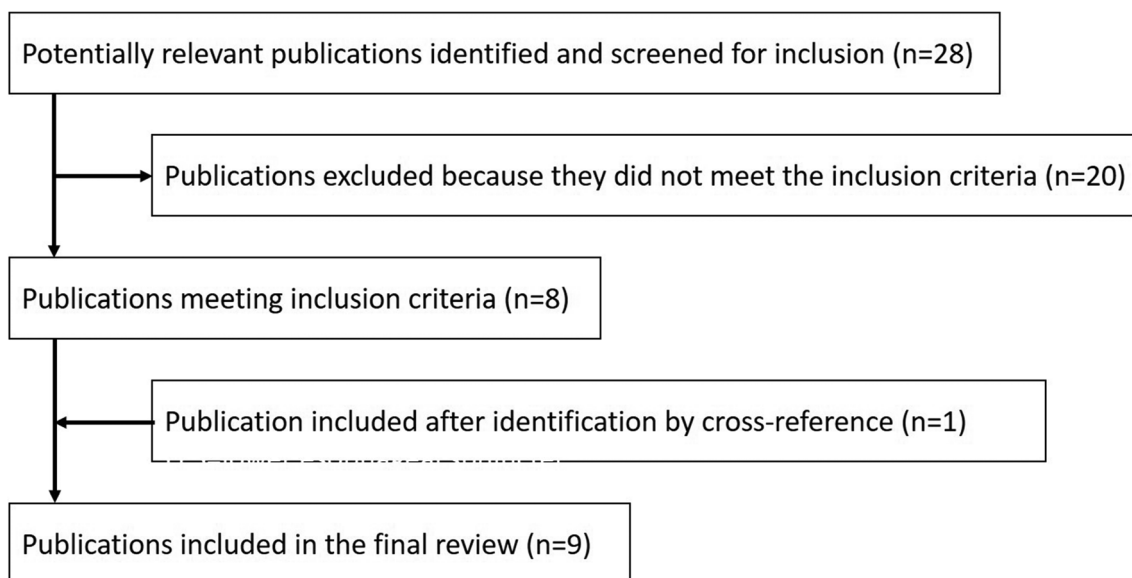 Potentially relevant publications identified and screened for inclusion (n=28)
Publications excluded because they did not meet the inclusion criteria (n=20)
Publications meeting inclusion criteria (n=8)
Publication included after identification by cross-reference (n=1)
Publications included in the final review (n=9)